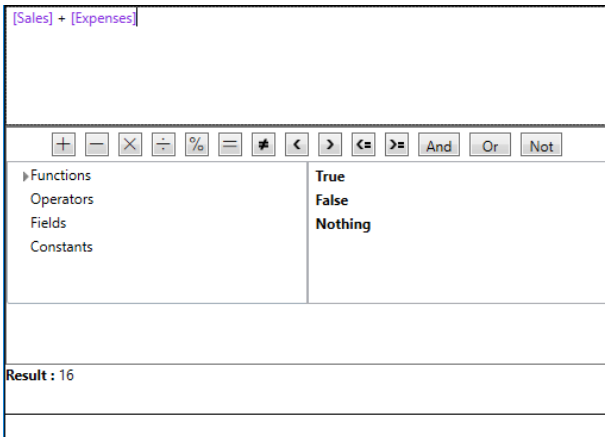 [Sales] + [Expenses]
+ − × ÷ % = ≠ < > <= >= And Or Not
Functions
Operators
Fields
Constants
True
False
Nothing
Result : 16